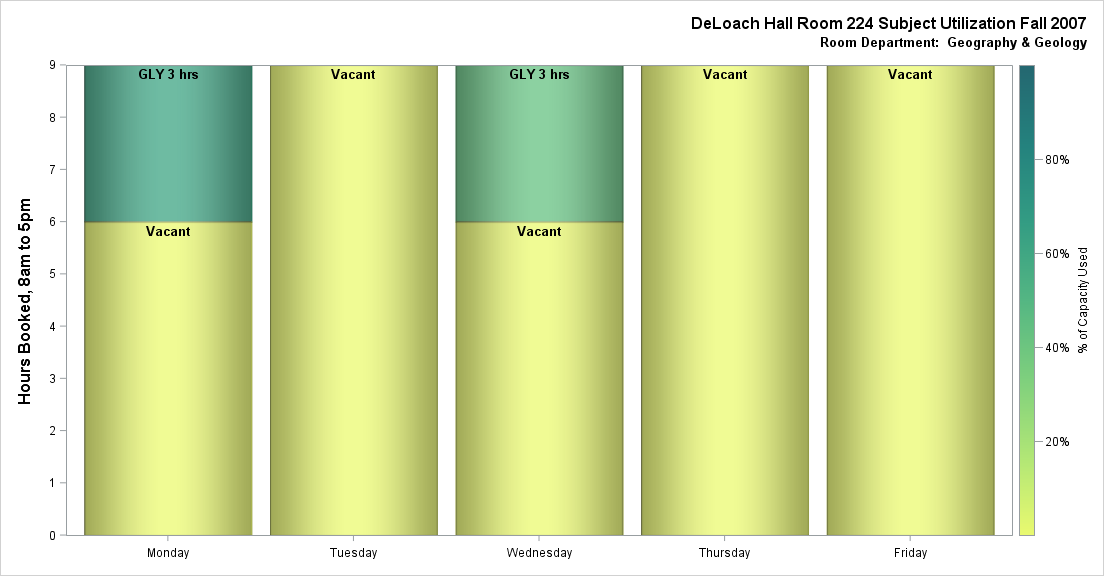 DeLoach Hall Room 224 Subject Utilization Fall 2007
Room Department: Geography & Geology
Hours Booked, 8am to 5pm
9
8
7
6
5
4
3
2
1
0
GLY 3 hrs
Vacant
GLY 3 hrs
Vacant
Vacant
Vacant
Vacant
Monday
Tuesday
Wednesday
Thursday
Friday
80%
60%
40%
20%
% of Capacity Used